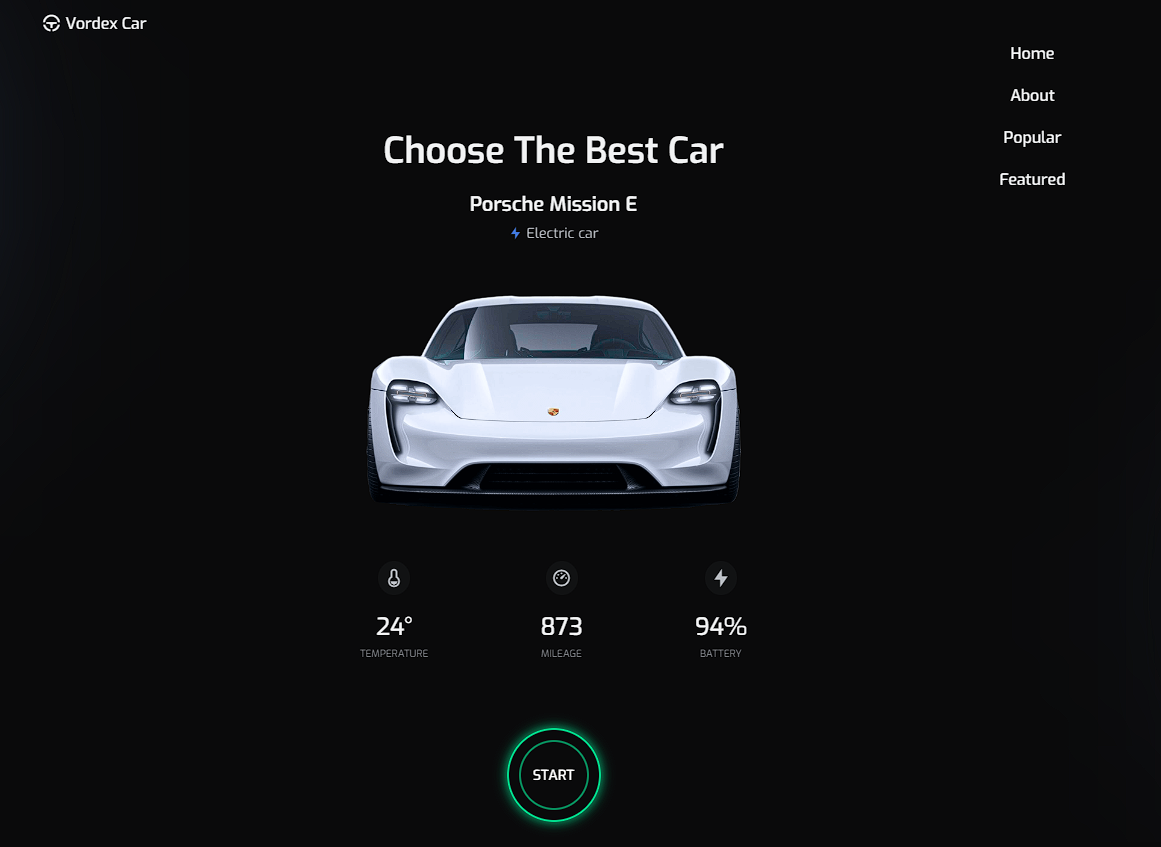 Vordex Car
Home
About
Popular
Featured
Choose The Best Car
Porsche Mission E
Electric car
24°
873
94%
TEMPERATURE
MILEAGE
BATTERY
START